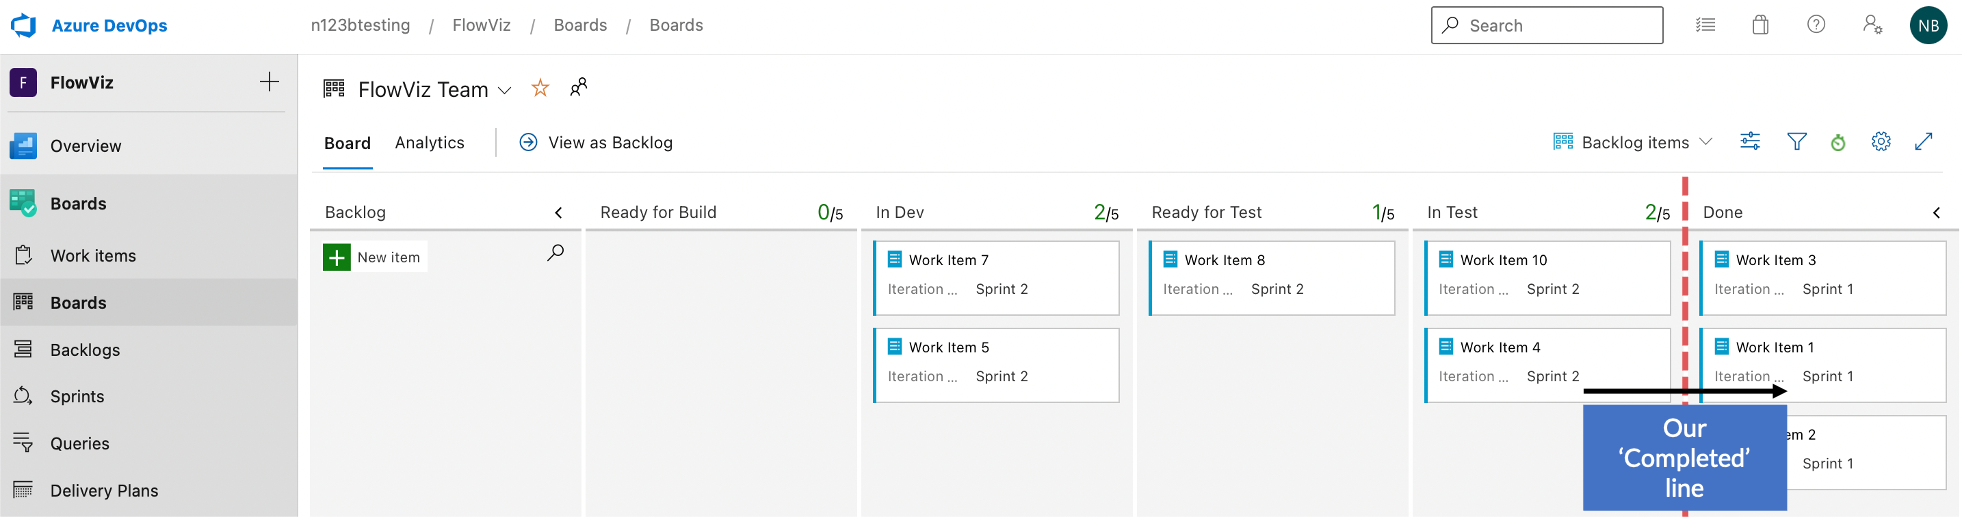 Azure DevOps
n123btesting / FlowViz / Boards / Boards
Search
NB
F FlowViz
FlowViz Team
Overview
Board Analytics View as Backlog
Backlog items
Boards
Backlog
Ready for Build 0/5
In Dev 2/5
Ready for Test 1/5
In Test 2/5
Done
Work items
New item
Work Item 7
Iteration ... Sprint 2
Work Item 8
Iteration ... Sprint 2
Work Item 10
Iteration ... Sprint 2
Work Item 3
Iteration ... Sprint 1
Boards
Backlogs
Work Item 5
Iteration ... Sprint 2
Work Item 4
Iteration ... Sprint 2
Work Item 1
Iteration ... Sprint 1
Sprints
Queries
Delivery Plans
Our
‘Completed’
line
em 2
Sprint 1